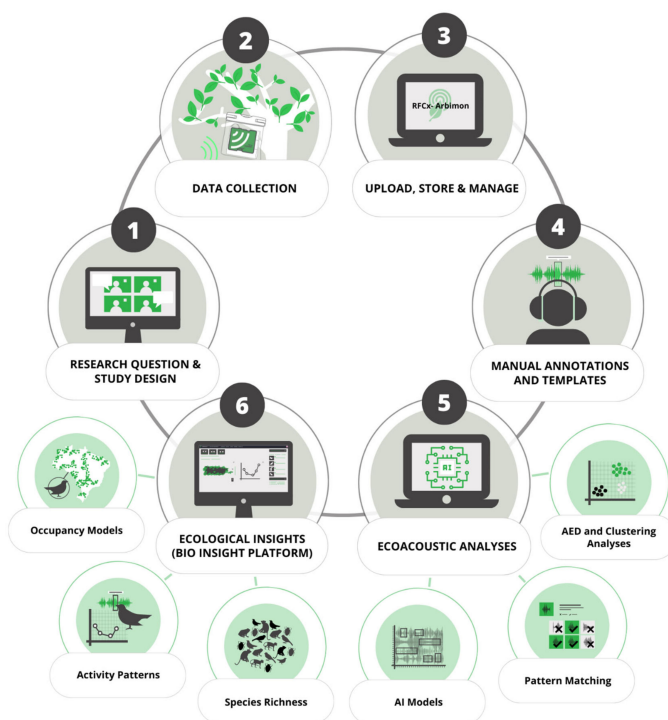 2
3
RFCx- Arbimon
DATA COLLECTION
UPLOAD, STORE & MANAGE
1
4
RESEARCH QUESTION &
STUDY DESIGN
MANUAL ANNOTATIONS
AND TEMPLATES
6
5
AI
ECOLOGICAL INSIGHTS
(BIO INSIGHT PLATFORM)
ECOACOUSTIC ANALYSES
Occupancy Models
AED and Clustering
Analyses
Activity Patterns
Species Richness
AI Models
Pattern Matching